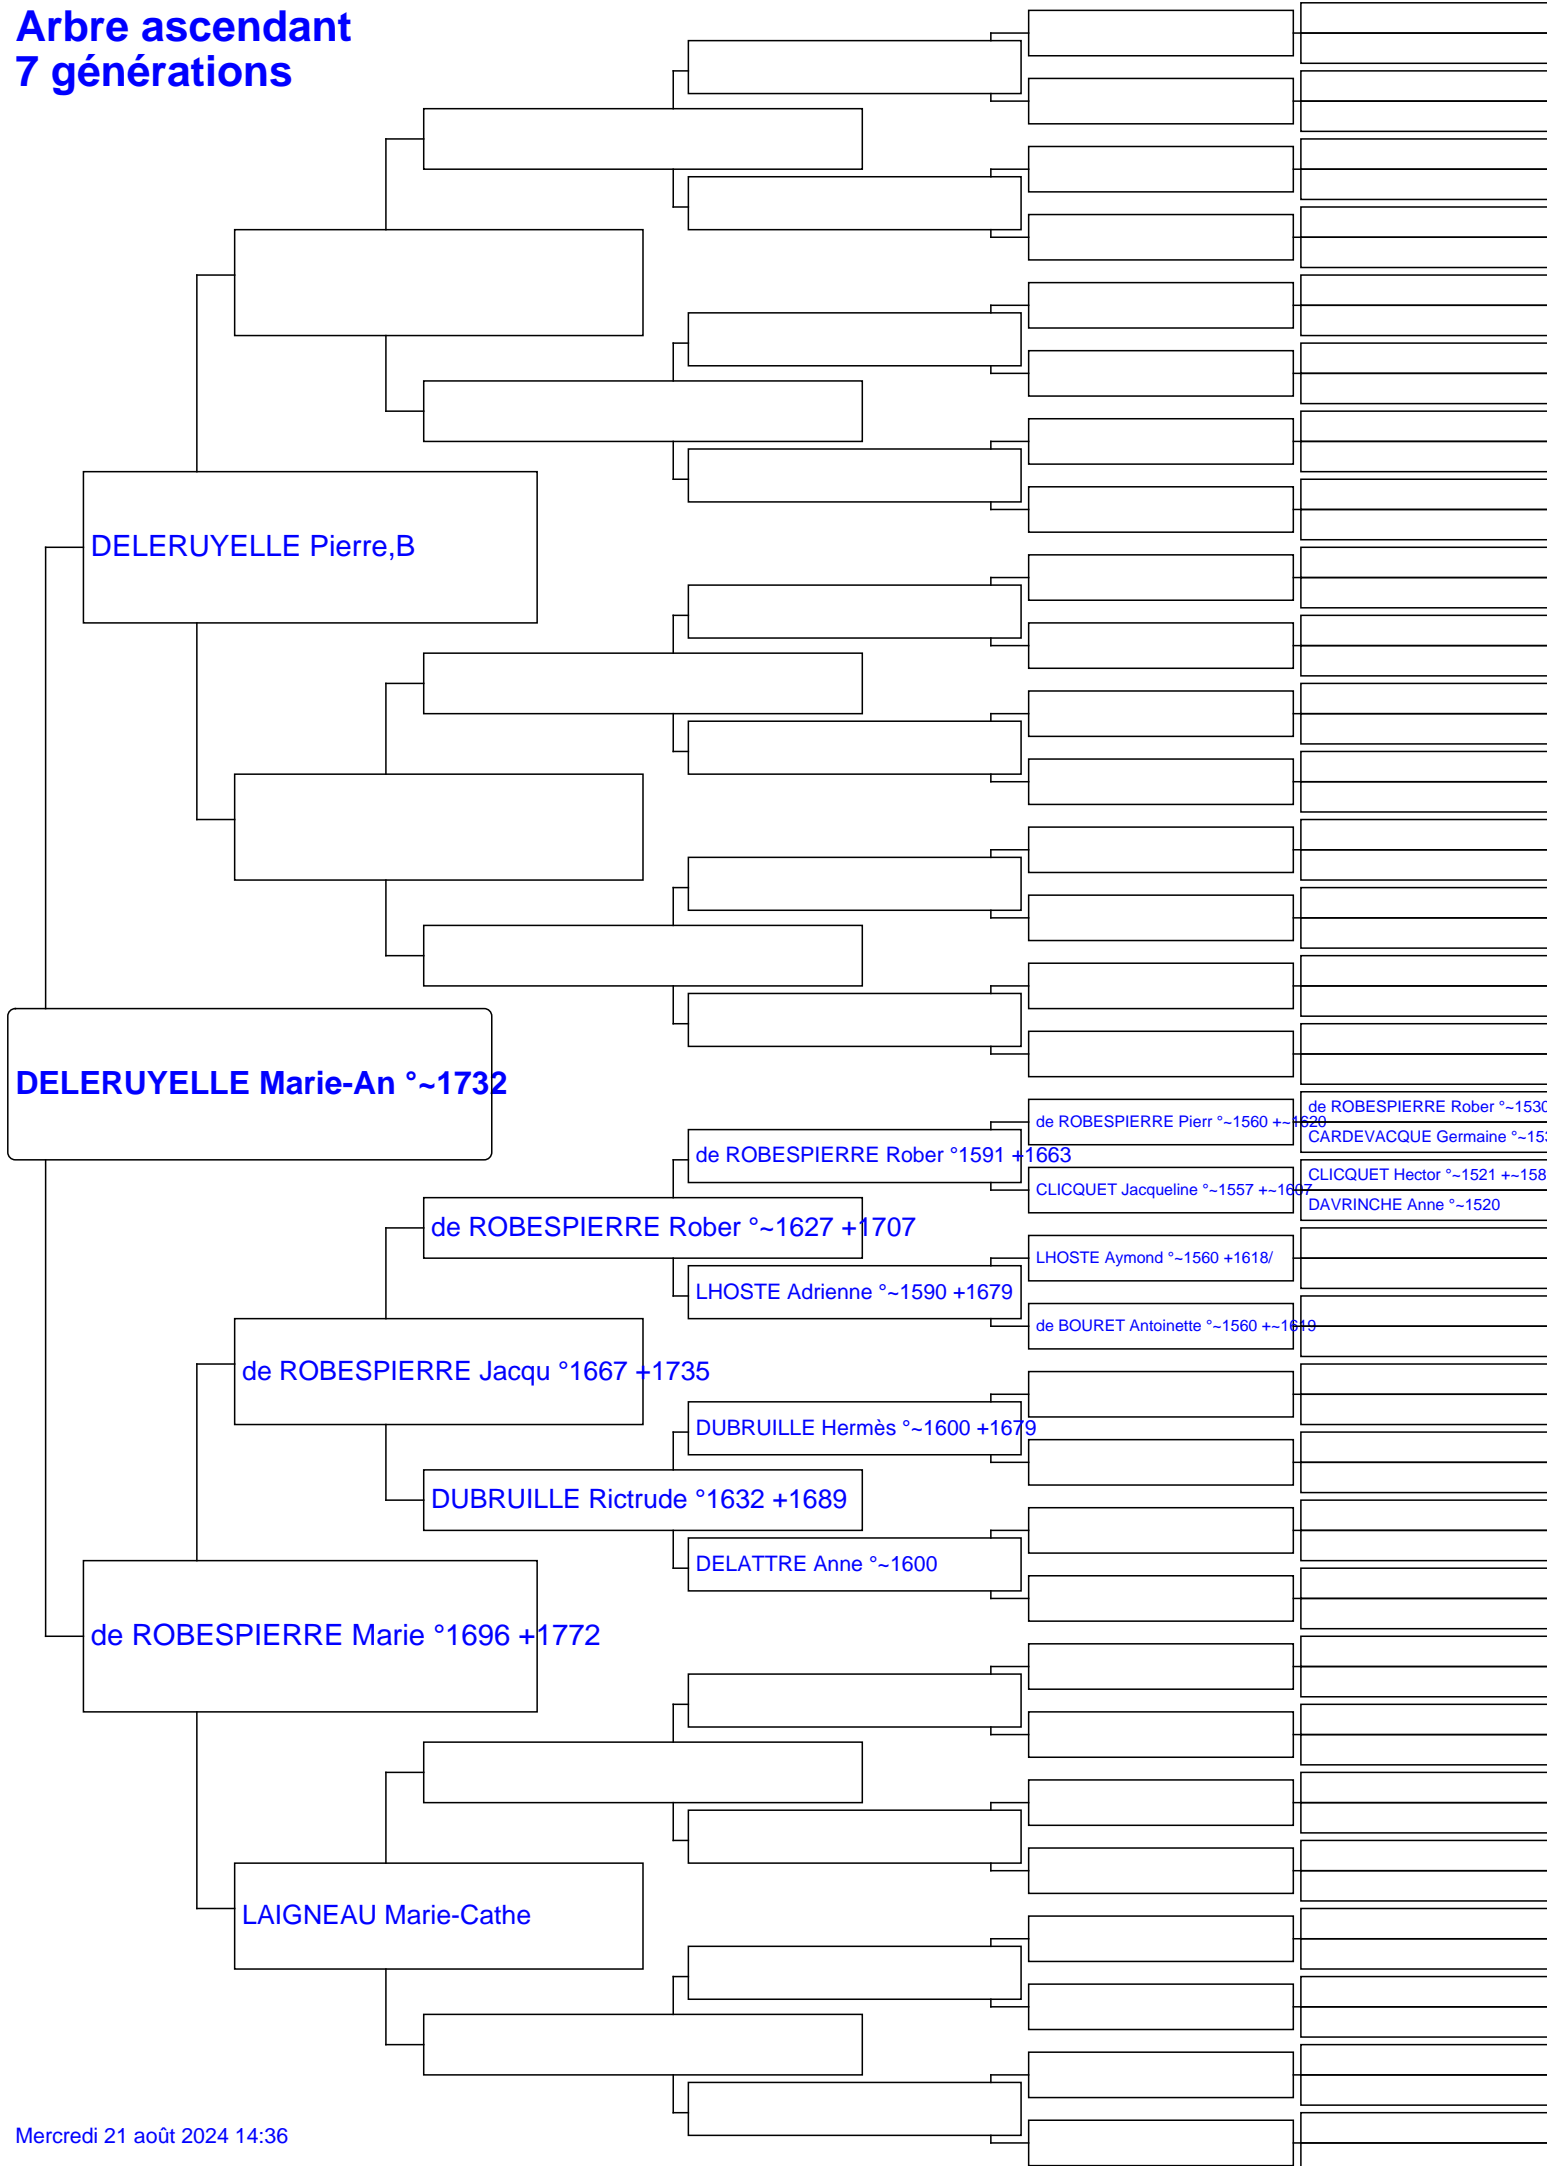 Arbre ascendant
7 générations
DELERUYELLE Pierre,B
DELERUYELLE Marie-An °~1732
de ROBESPIERRE Rober °~1530
de ROBESPIERRE Pierr °~1560 +~1620
CARDEVACQUE Germaine °~153
de ROBESPIERRE Rober °1591 +1663
CLICQUET Hector °~1521 +~158
CLICQUET Jacqueline °~1557 +~1607
DAVRINCHE Anne °~1520
de ROBESPIERRE Rober °~1627 +1707
LHOSTE Aymond °~1560 +1618/
LHOSTE Adrienne °~1590 +1679
de BOURET Antoinette °~1560 +~1619
de ROBESPIERRE Jacqu °1667 +1735
DUBRUILLE Hermès °~1600 +1679
DUBRUILLE Rictrude °1632 +1689
DELATTRE Anne °~1600
de ROBESPIERRE Marie °1696 +1772
LAIGNEAU Marie-Cathe
Mercredi 21 août 2024 14:36